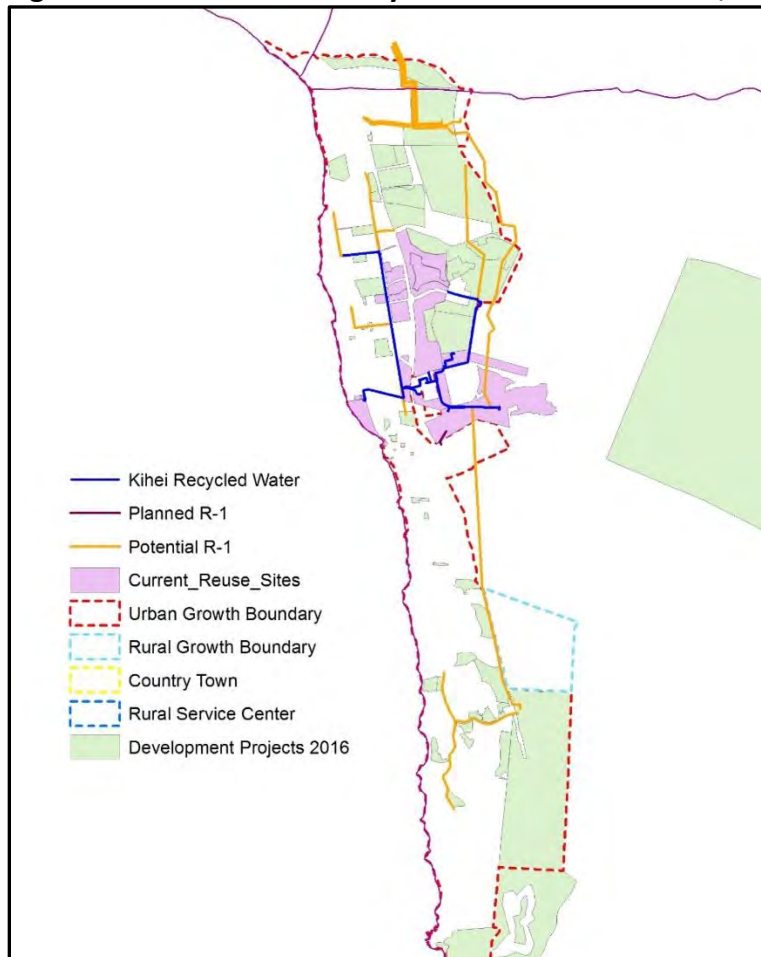 Kihei Recycled Water
Planned R-1
Potential R-1
Current_Reuse_Sites
Urban Growth Boundary
Rural Growth Boundary
Country Town
Rural Service Center
Development Projects 2016